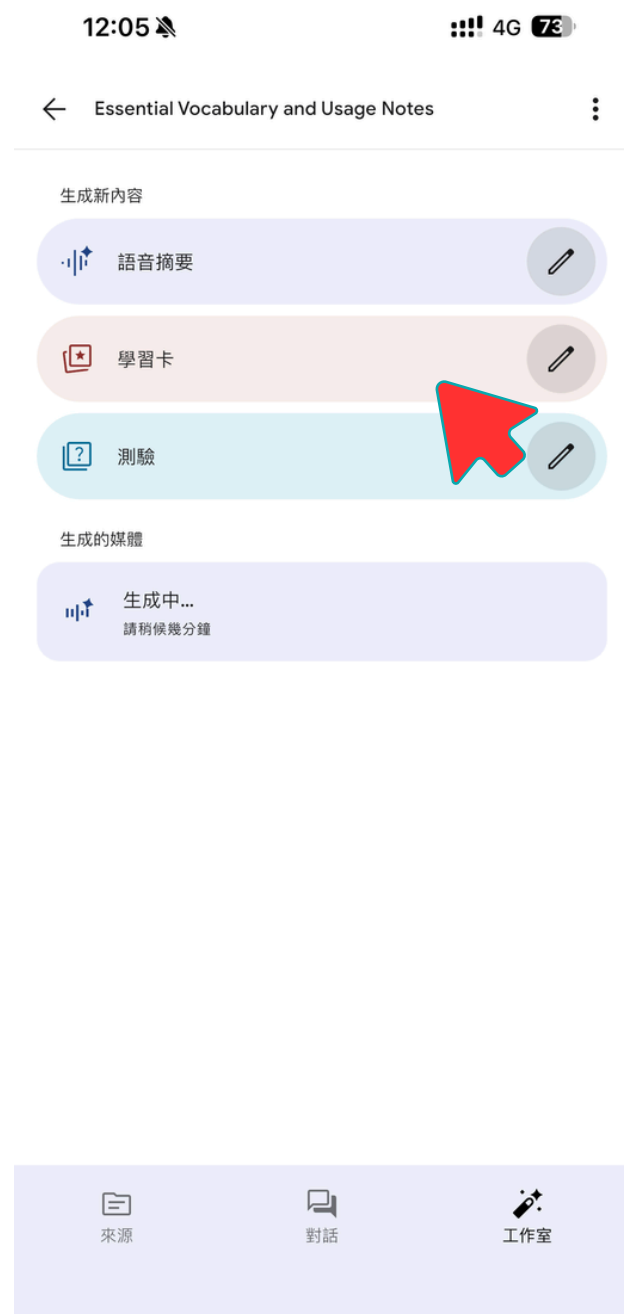 12:05
4G 73
Essential Vocabulary and Usage Notes
生成新內容
語音摘要
學習卡
測驗
生成的媒體
生成中...
請稍候幾分鐘
來源
對話
工作室